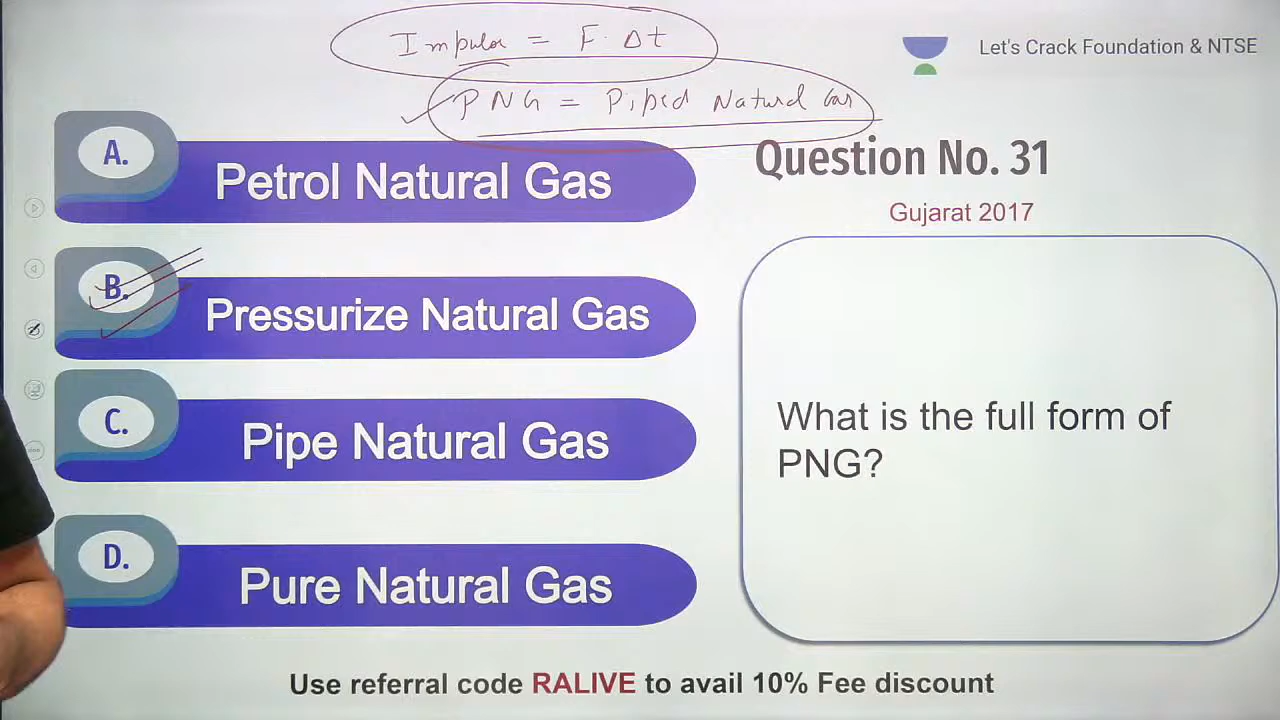 Impulse = F. Δt
PNG = Piped Natural Gas
Let's Crack Foundation & NTSE
A.
Petrol Natural Gas
Question No. 31
Gujarat 2017
B.
Pressurize Natural Gas
C.
Pipe Natural Gas
What is the full form of
PNG?
D.
Pure Natural Gas
Use referral code RALIVE to avail 10% Fee discount